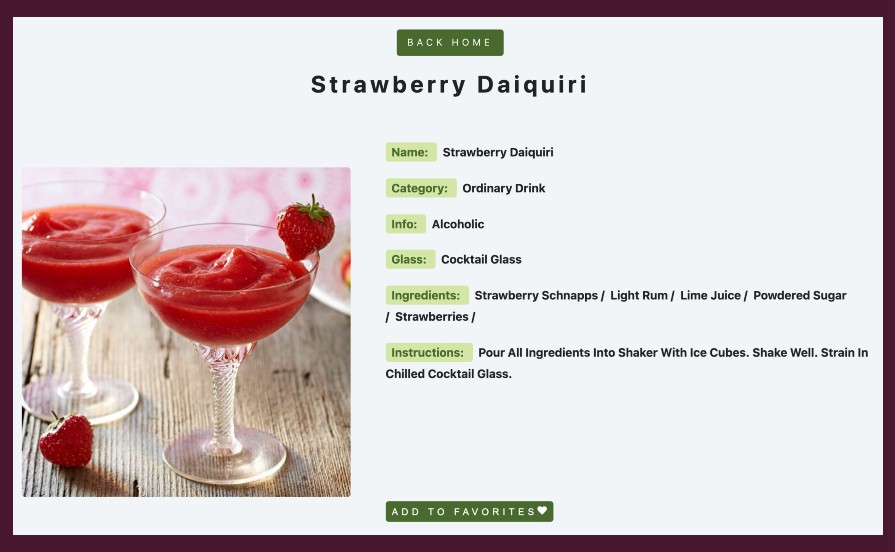 BACK HOME
Strawberry Daiquiri
Name: Strawberry Daiquiri
Category: Ordinary Drink
Info: Alcoholic
Glass: Cocktail Glass
Ingredients: Strawberry Schnapps / Light Rum / Lime Juice / Powdered Sugar
/ Strawberries /
Instructions: Pour All Ingredients Into Shaker With Ice Cubes. Shake Well. Strain In
Chilled Cocktail Glass.
ADD TO FAVORITES♥